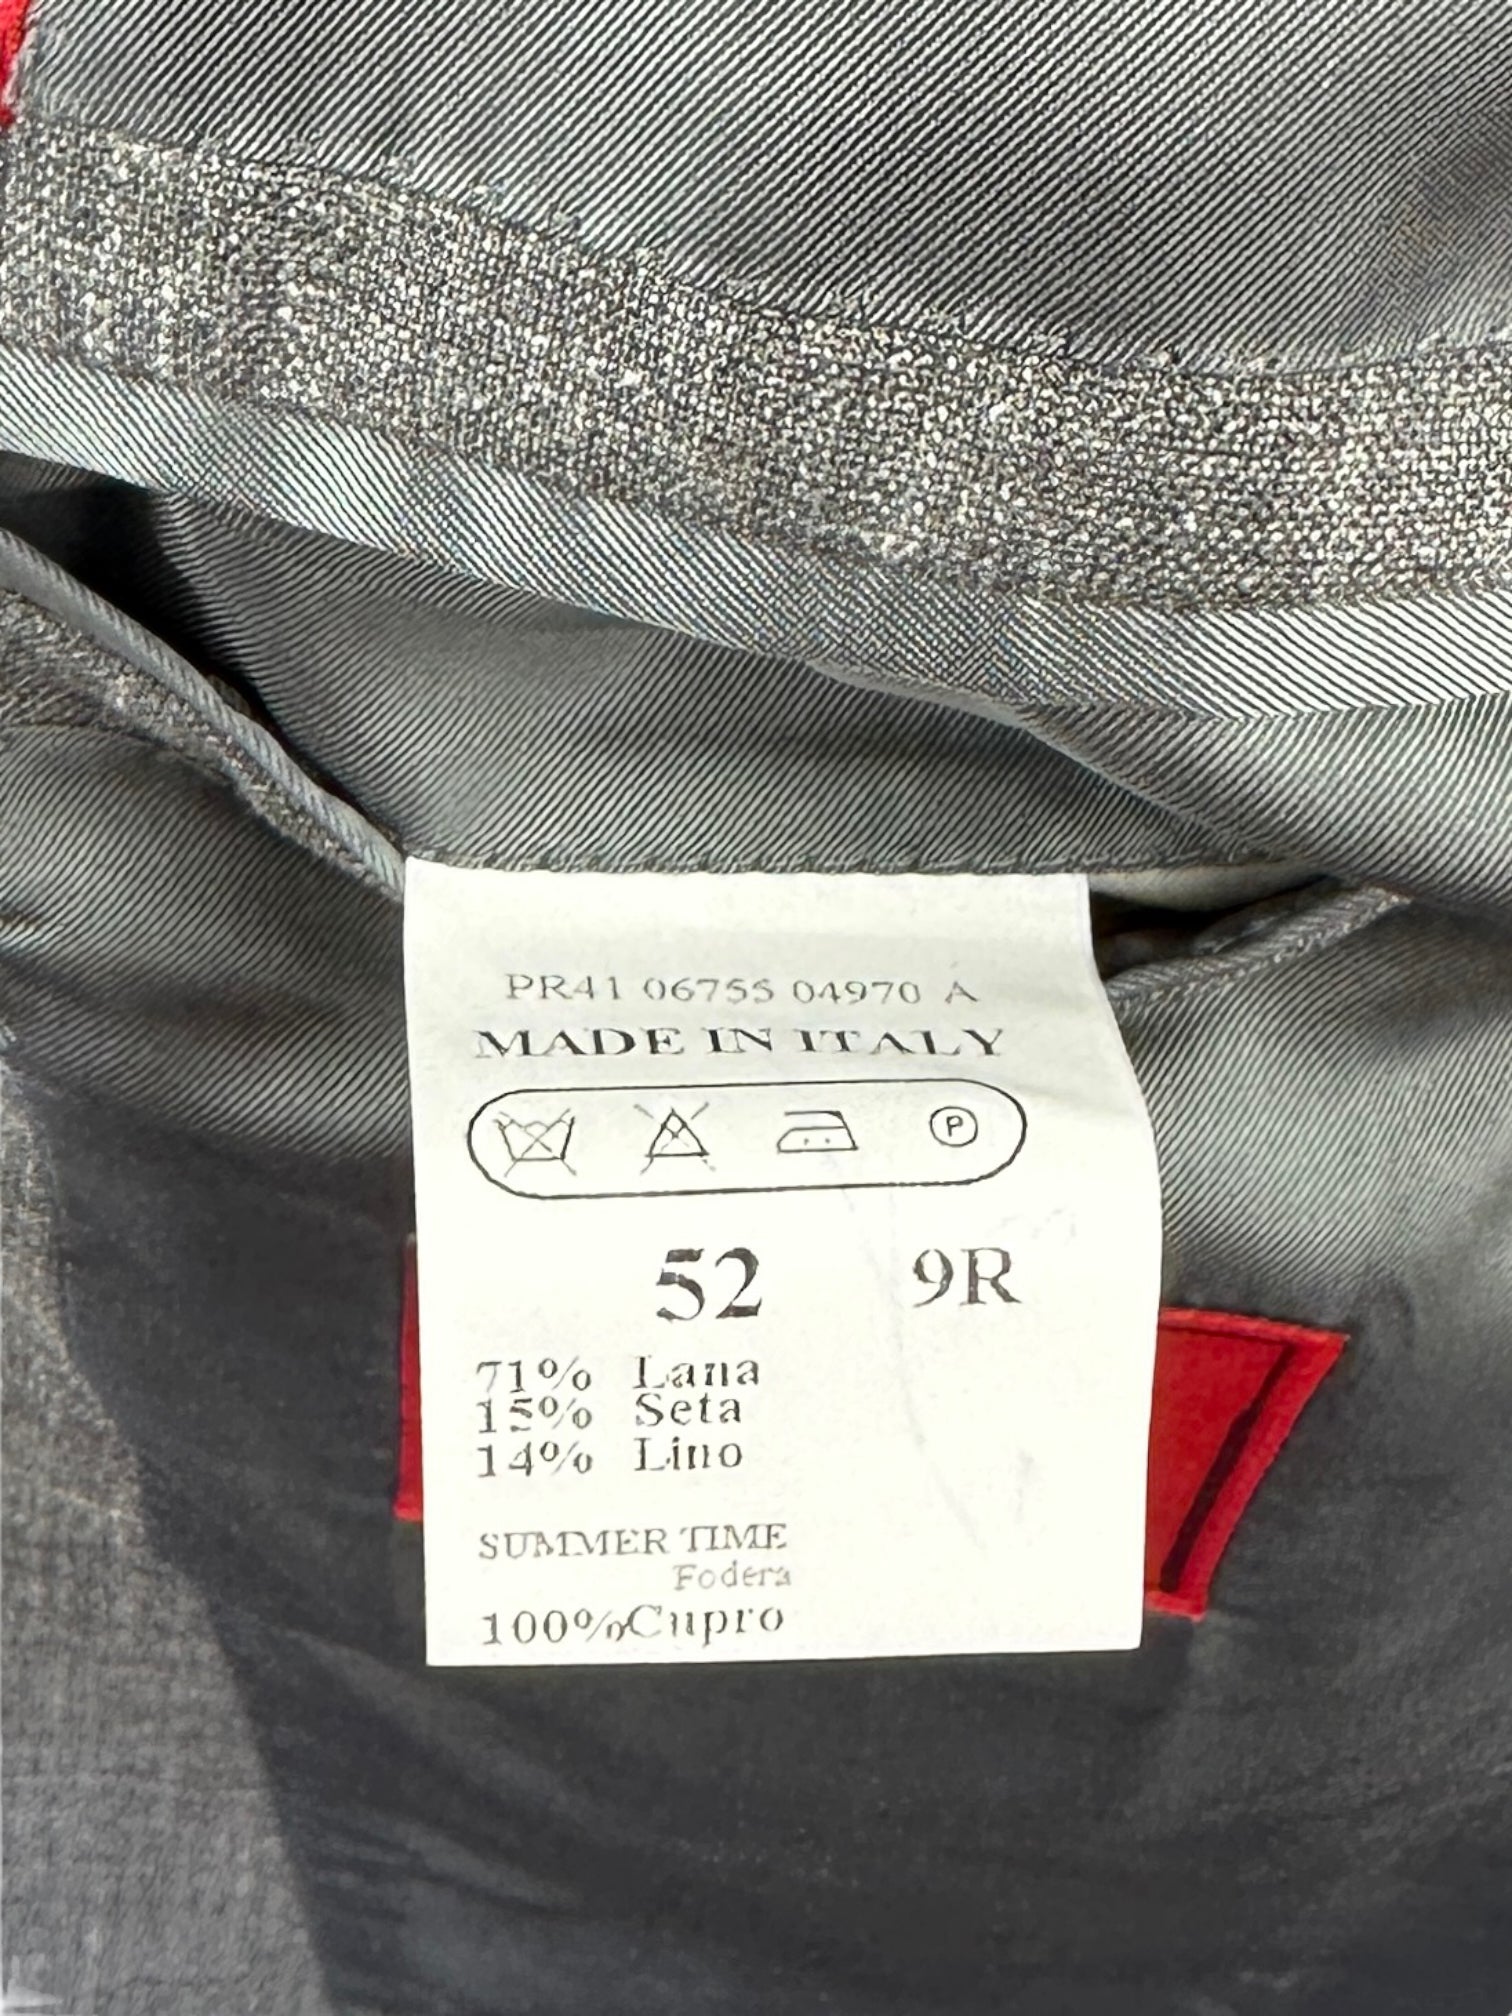 PR41 06755 04970 A
MADE IN ITALY
P
52 9R
71% Lana
15% Seta
14% Lino
SUMMER TIME
Fodera
100%Cupro